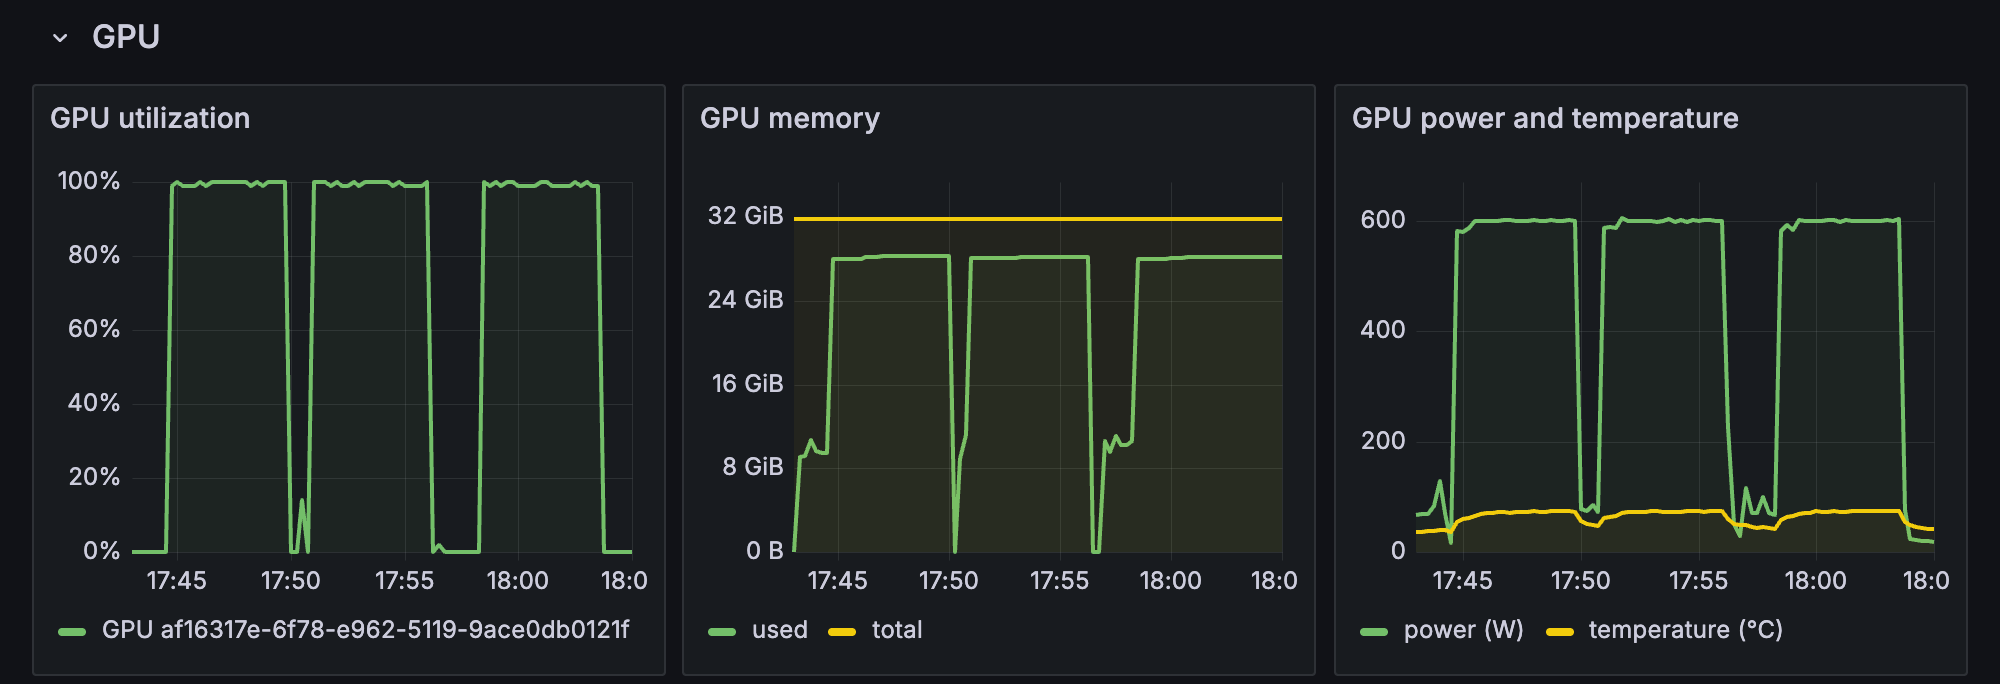 GPU
GPU utilization
100%
80%
60%
40%
20%
0%
17:45 17:50 17:55 18:00 18:0
GPU af16317e-6f78-e962-5119-9ace0db0121f
GPU memory
32 GiB
24 GiB
16 GiB
8 GiB
0 B
17:45 17:50 17:55 18:00 18:0
used total
GPU power and temperature
600
400
200
0
17:45 17:50 17:55 18:00 18:0
power (W) temperature (°C)